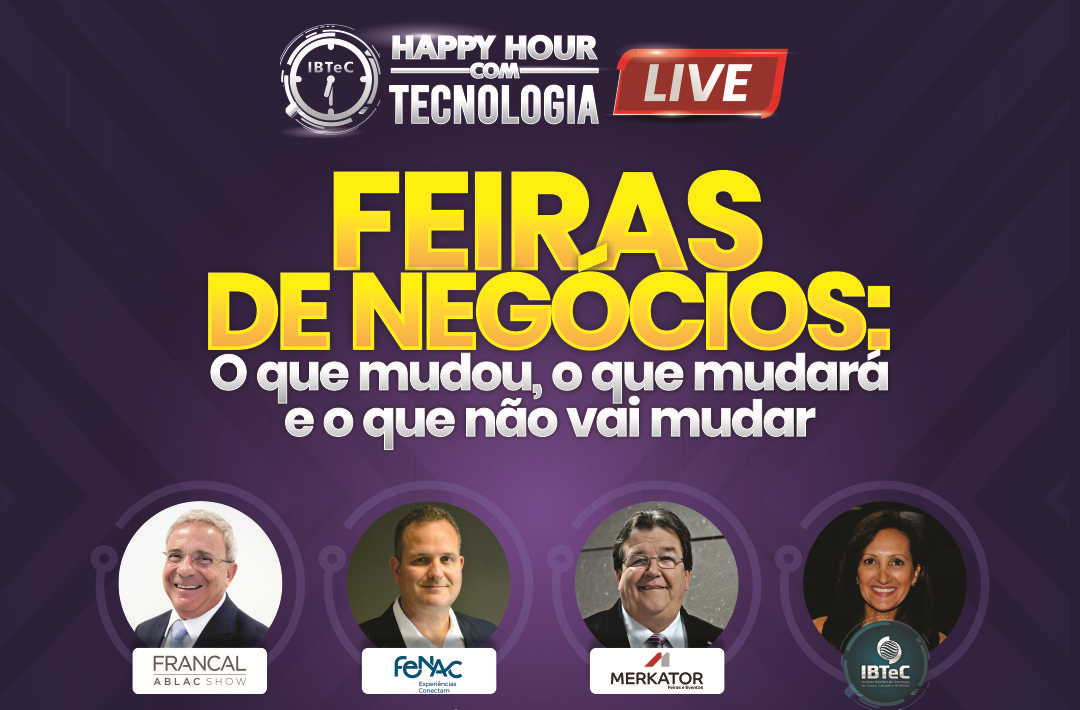 IBTeC
HAPPY HOUR
COM
TECNOLOGIA
LIVE
FEIRAS
DE NEGÓCIOS:
O que mudou, o que mudará
e o que não vai mudar
FRANCAL
ABLAC SHOW
FENAC
Experiências
Conectam
MERKATOR
Feiras e Eventos
IBTeC